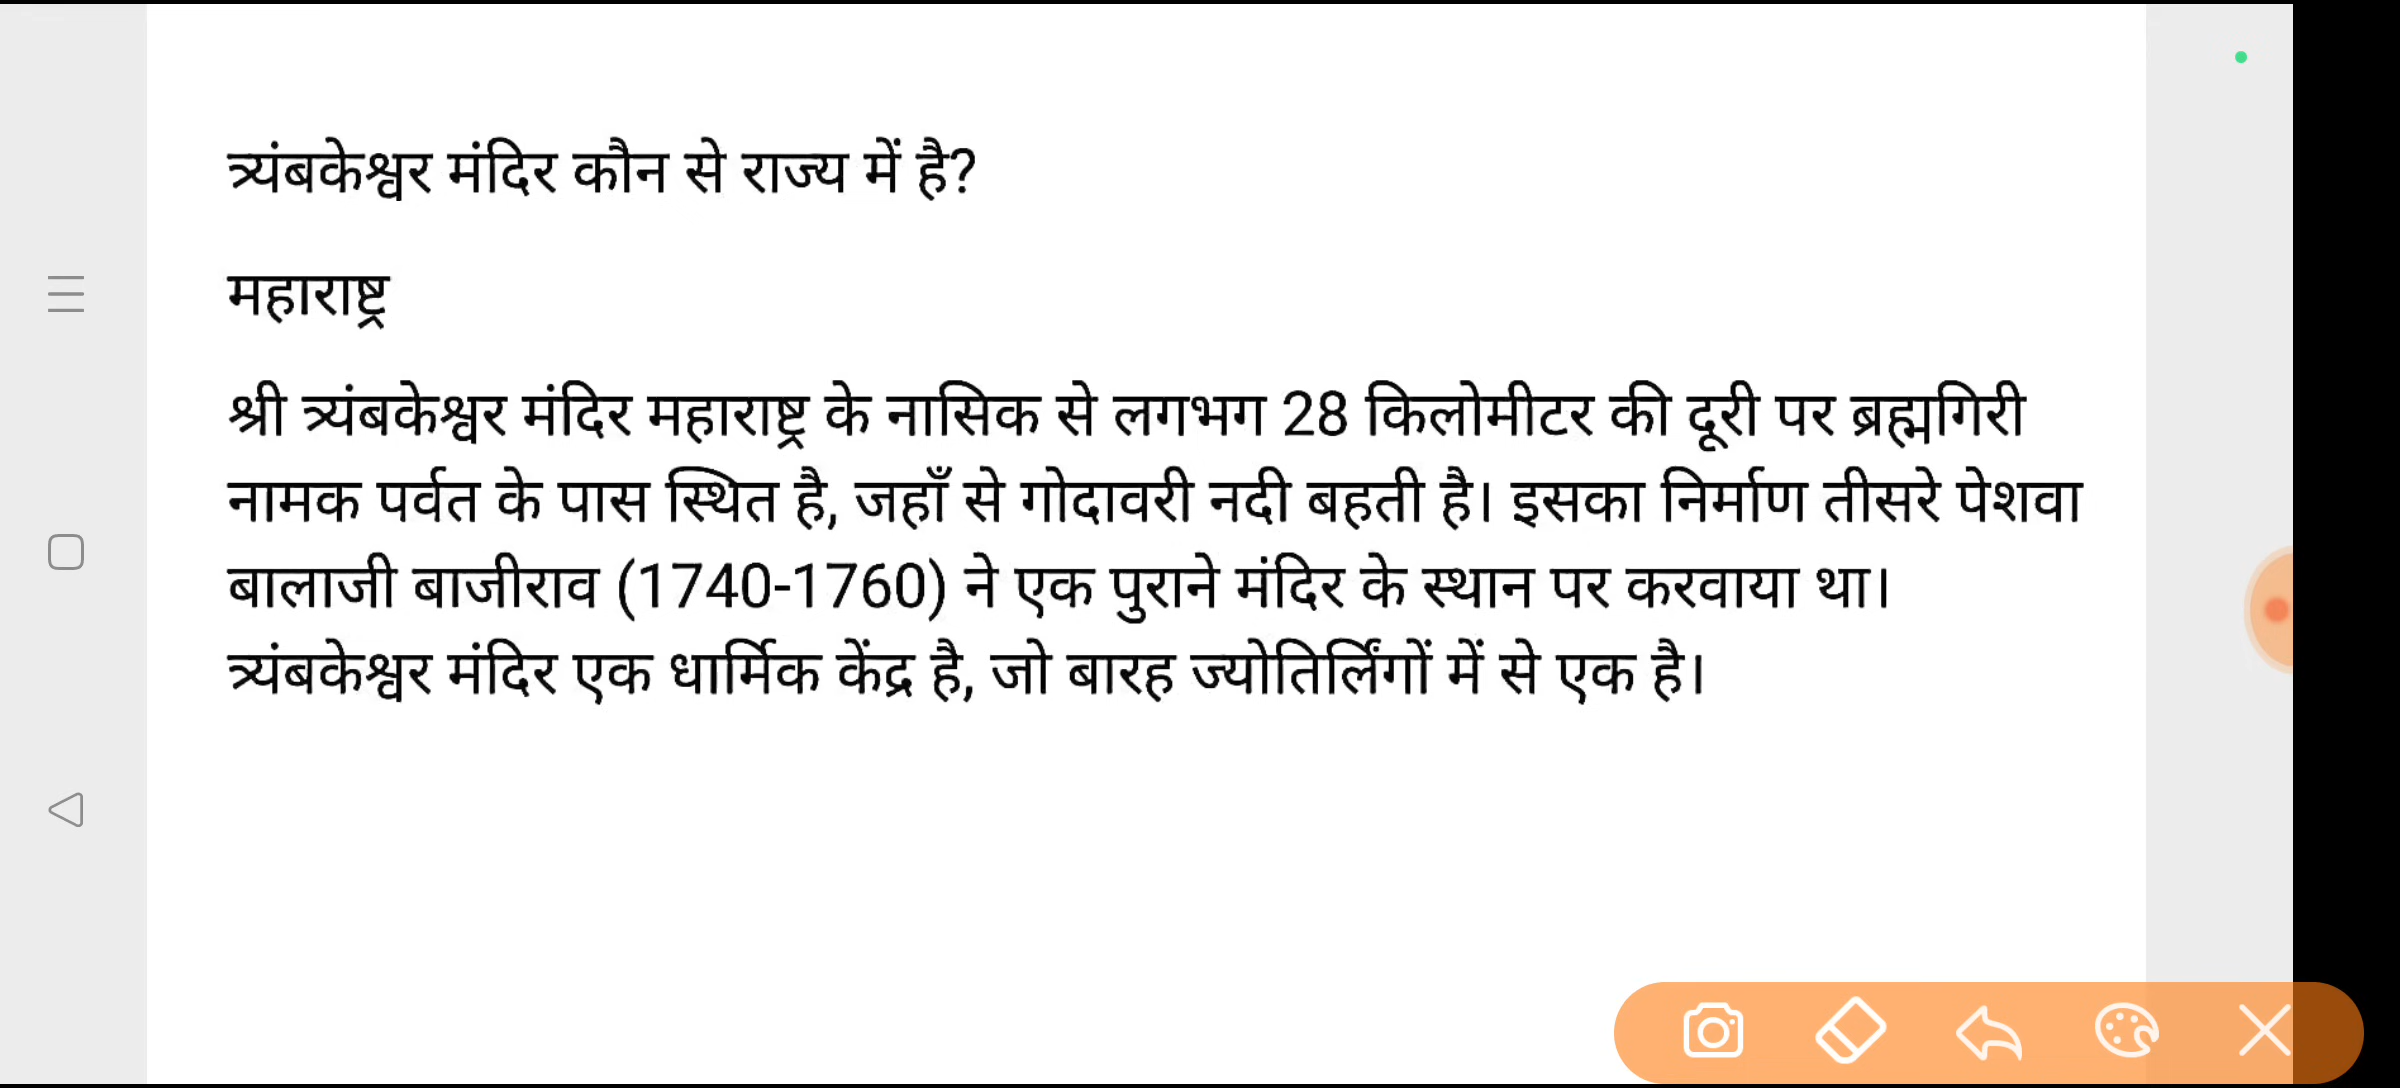 त्र्यंबकेश्वर मंदिर कौन से राज्य में है?
महाराष्ट्र
श्री त्र्यंबकेश्वर मंदिर महाराष्ट्र के नासिक से लगभग 28 किलोमीटर की दूरी पर ब्रह्मगिरी
नामक पर्वत के पास स्थित है, जहाँ से गोदावरी नदी बहती है। इसका निर्माण तीसरे पेशवा
बालाजी बाजीराव (1740-1760) ने एक पुराने मंदिर के स्थान पर करवाया था।
त्र्यंबकेश्वर मंदिर एक धार्मिक केंद्र है, जो बारह ज्योतिर्लिंगों में से एक है।